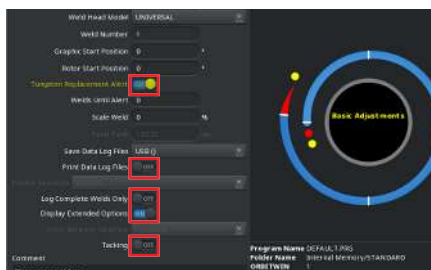 Weld Head Model UNIVERSAL
Weld Number 1
Graphic Start Position 0 °
Rotor Start Position 0 °
Tungsten Replacement Alert
Welds Until Alert 0
Scale Weld 0 %
Save Data Log Files USB ()
Print Data Log Files OFF
Log Complete Welds Only OFF
Display Extended Options
Tacking OFF
Comment
Basic Adjustments
Program Name DEFAULT.PRG
Folder Name Internal Memory/STANDARD
ORBITWIN 1